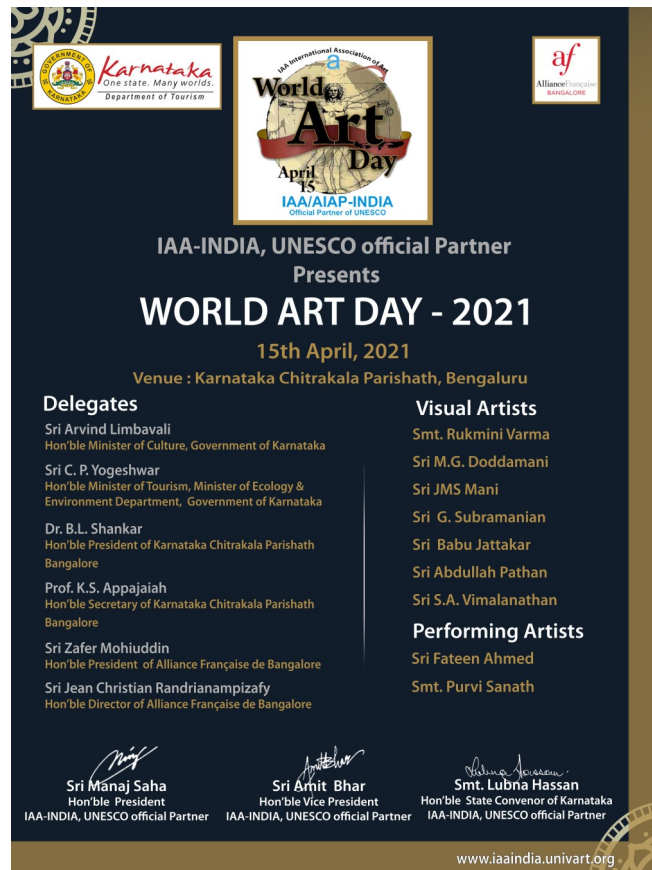 GOVERNMENT OF
KARNATAKA
Karnataka
One state. Many worlds.
Department of Tourism
IAA International Association of Art
a
World
Art
Day
©
April
15
IAA/AIAP-INDIA
Official Partner of UNESCO
af
AllianceFrançaise
BANGALORE
IAA-INDIA, UNESCO official Partner
Presents
WORLD ART DAY - 2021
15th April, 2021
Venue : Karnataka Chitrakala Parishath, Bengaluru
Delegates
Sri Arvind Limbavali
Hon'ble Minister of Culture, Government of Karnataka
Sri C. P. Yogeshwar
Hon'ble Minister of Tourism, Minister of Ecology &
Environment Department, Government of Karnataka
Dr. B.L. Shankar
Hon'ble President of Karnataka Chitrakala Parishath
Bangalore
Prof. K.S. Appajaiah
Hon'ble Secretary of Karnataka Chitrakala Parishath
Bangalore
Sri Zafer Mohiuddin
Hon'ble President of Alliance Française de Bangalore
Sri Jean Christian Randrianampizafy
Hon'ble Director of Alliance Française de Bangalore
Visual Artists
Smt. Rukmini Varma
Sri M.G. Doddamani
Sri JMS Mani
Sri G. Subramanian
Sri Babu Jattakar
Sri Abdullah Pathan
Sri S.A. Vimalanathan
Performing Artists
Sri Fateen Ahmed
Smt. Purvi Sanath
Sri Manaj Saha
Hon'ble President
IAA-INDIA, UNESCO official Partner
Sri Amit Bhar
Hon'ble Vice President
IAA-INDIA, UNESCO official Partner
Lubna Hassan
Smt. Lubna Hassan
Hon'ble State Convenor of Karnataka
IAA-INDIA, UNESCO official Partner
www.iaaindia.univart.org